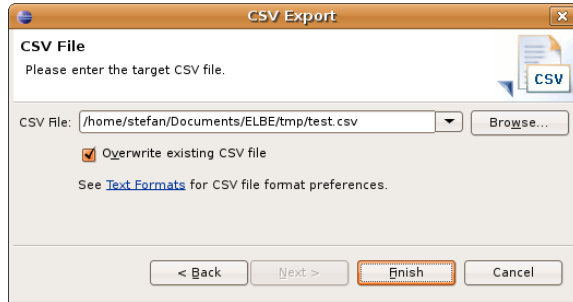 CSV Export
CSV File
Please enter the target CSV file.
CSV
CSV File: /home/stefan/Documents/ELBE/tmp/test.csv Browse...
Overwrite existing CSV file
See Text Formats for CSV file format preferences.
< Back Next > Finish Cancel